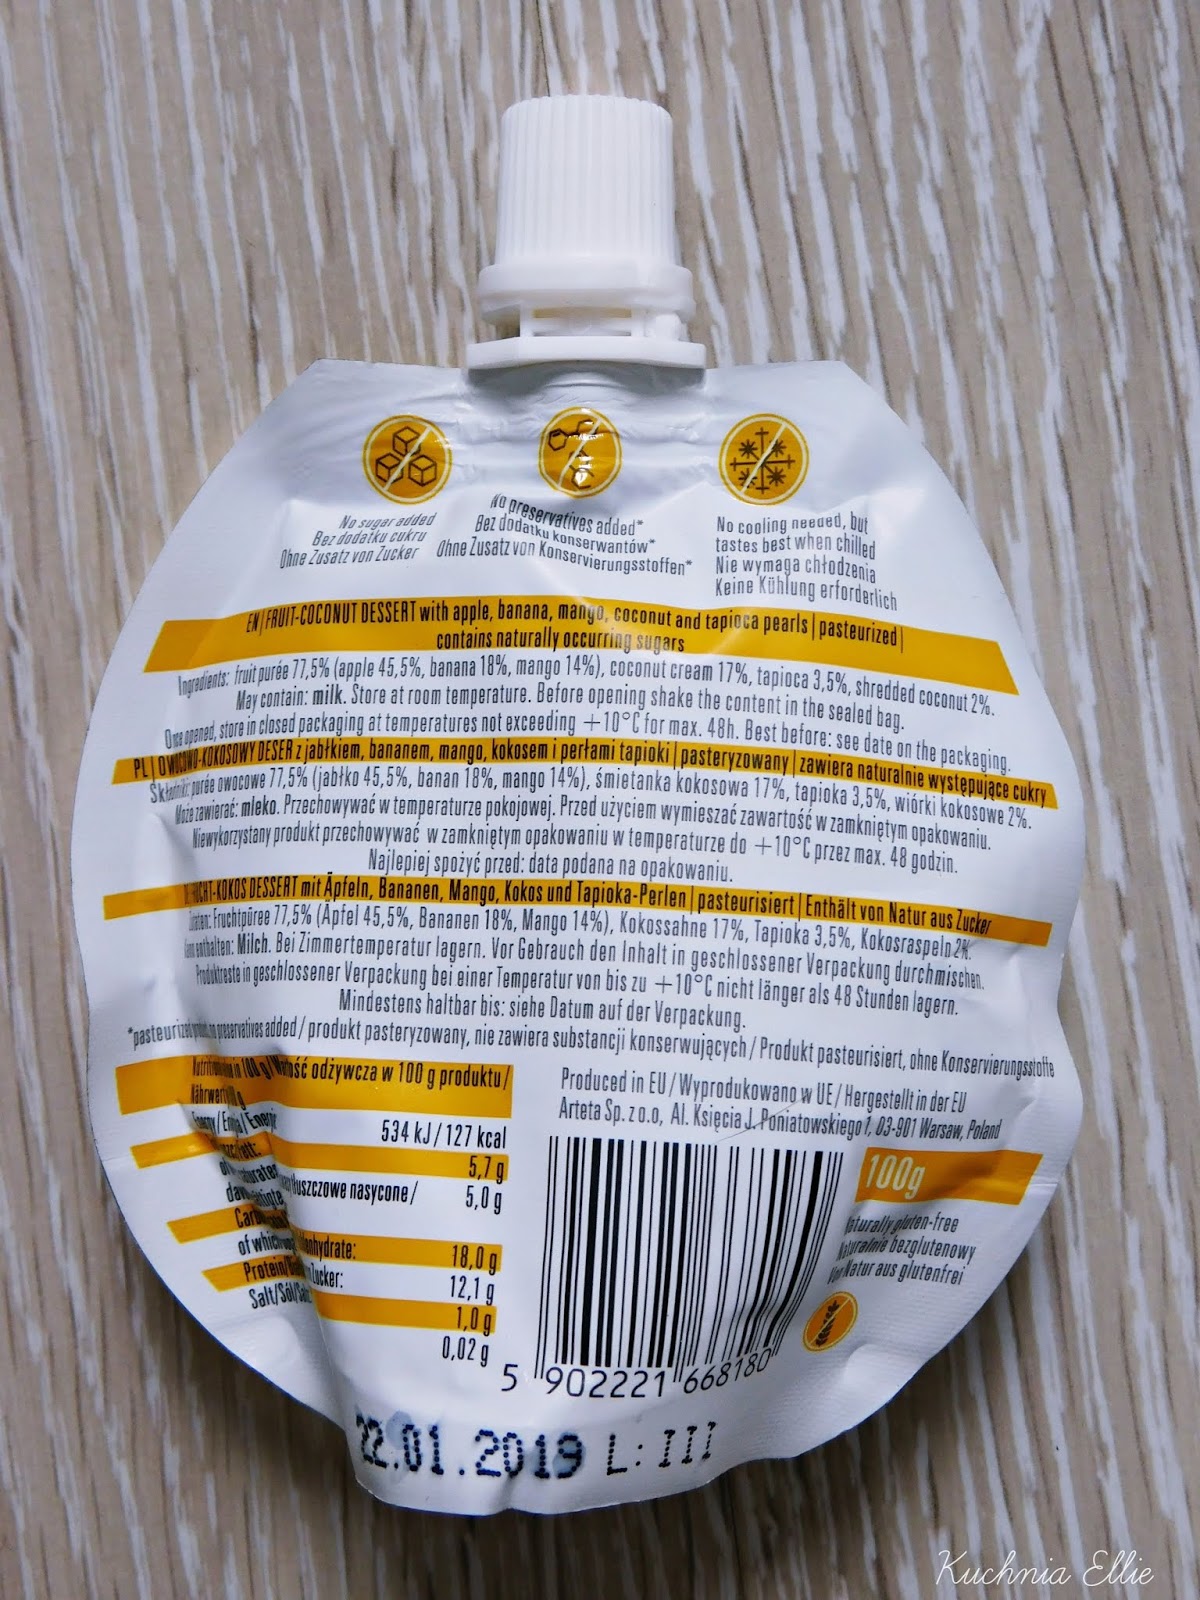 No sugar added
Bez dodatku cukru
Ohne Zusatz von Zucker
No preservatives added*
Bez dodatku konserwantów*
Ohne Zusatz von Konservierungsstoffen*
No cooling needed, but
tastes best when chilled
Nie wymaga chłodzenia
Keine Kühlung erforderlich
EN | FRUIT-COCONUT DESSERT with apple, banana, mango, coconut and tapioca pearls | pasteurized |
contains naturally occurring sugars
Ingredients: fruit purée 77,5% (apple 45,5%, banana 18%, mango 14%), coconut cream 17%, tapioca 3,5%, shredded coconut 2%.
May contain: milk. Store at room temperature. Before opening shake the content in the sealed bag.
Once opened, store in closed packaging at temperatures not exceeding +10°C for max. 48h. Best before: see date on the packaging.
PL | OWOCOWO-KOKOSOWY DESER z jabłkiem, bananem, mango, kokosem i perłami tapioki | pasteryzowany | zawiera naturalnie występujące cukry
Składniki: purée owocowe 77,5% (jabłko 45,5%, banan 18%, mango 14%), śmietanka kokosowa 17%, tapioka 3,5%, wiórki kokosowe 2%.
Może zawierać: mleko. Przechowywać w temperaturze pokojowej. Przed użyciem wymieszać zawartość w zamkniętym opakowaniu.
Niewykorzystany produkt przechowywać w zamkniętym opakowaniu w temperaturze do +10°C przez max. 48 godzin.
Najlepiej spożyć przed: data podana na opakowaniu.
FRUCHT-KOKOS DESSERT mit Äpfeln, Bananen, Mango, Kokos und Tapioka-Perlen | pasteurisiert | Enthält von Natur aus Zucker
Zutaten: Fruchtpüree 77,5% (Äpfel 45,5%, Bananen 18%, Mango 14%), Kokossahne 17%, Tapioka 3,5%, Kokosraspeln 2%.
Kann enthalten: Milch. Bei Zimmertemperatur lagern. Vor Gebrauch den Inhalt in geschlossener Verpackung durchmischen.
Produktreste in geschlossener Verpackung bei einer Temperatur von bis zu +10°C nicht länger als 48 Stunden lagern.
Mindestens haltbar bis: siehe Datum auf der Verpackung.
*pasteurized product, no preservatives added / produkt pasteryzowany, nie zawiera substancji konserwujących / Produkt pasteurisiert, ohne Konservierungsstoffe
in 100 g / Wartość odżywcza w 100 g produktu /
Energy / Energie 534 kJ / 127 kcal
5,7 g
tłuszczowe nasycone / 5,0 g
18,0 g
of which Zucker: 12,1 g
Protein 1,0 g
Salt/Sól/Salz: 0,02 g
Produced in EU / Wyprodukowano w UE / Hergestellt in der EU
Arteta Sp. z o.o, Al. Księcia J. Poniatowskiego 1, 03-901 Warsaw, Poland
100g
Naturally gluten-free
Naturalnie bezglutenowy
Von Natur aus glutenfrei
5 902221 668180
22.01.2019 L: III
Kuchnia Ellie